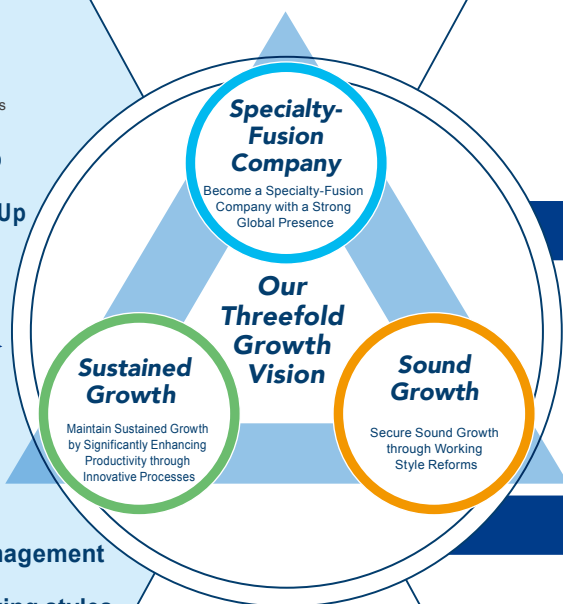 s
Up
Specialty-
Fusion
Company
Become a Specialty-Fusion
Company with a Strong
Global Presence
Our
Threefold
Growth
Vision
Sustained
Growth
Maintain Sustained Growth
by Significantly Enhancing
Productivity through
Innovative Processes
Sound
Growth
Secure Sound Growth
through Working
Style Reforms
nagement
ing styles